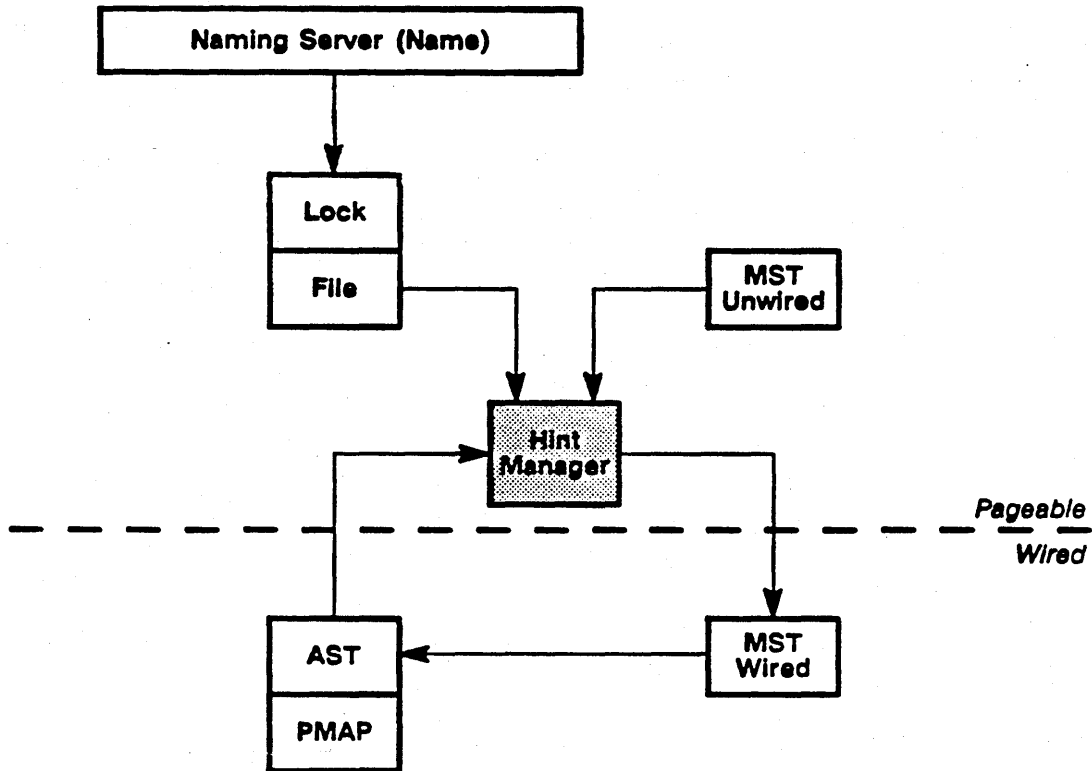 Naming Server (Name)
Lock
File
MST
Unwired
Hint
Manager
Pageable
Wired
AST
MST
Wired
PMAP